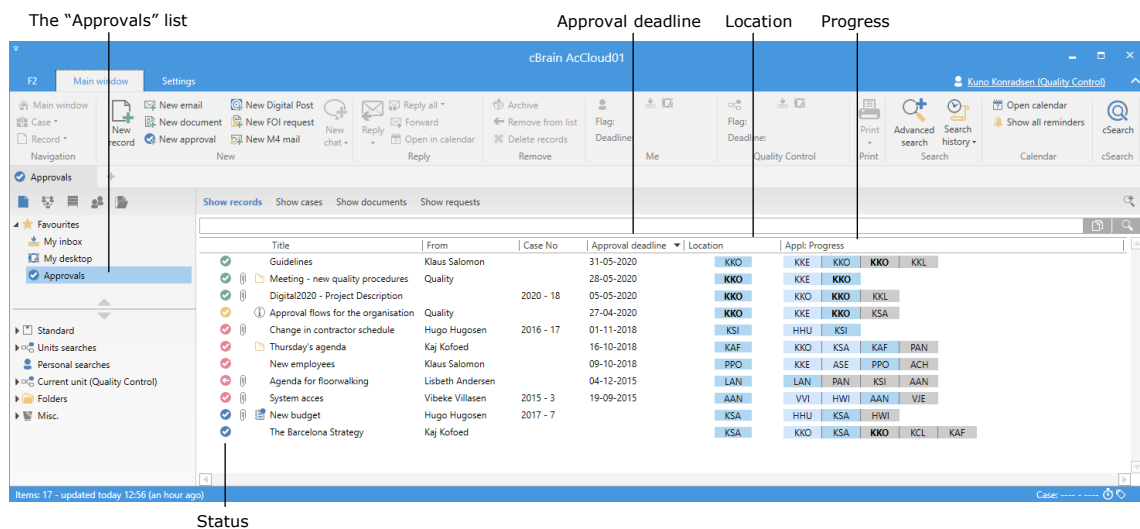 The “Approvals” list Approval deadline Location Progress
cBrain AcCloud01
F2 Main window Settings Kuno Konradsen (Quality Control)
Main window New email New Digital Post Reply all Archive Open calendar
Case New document New FOI request Forward Remove from list Flag: Flag: Show all reminders
Record New record New approval New M4 mail New chat Reply Open in calendar Delete records Deadline: Deadline: Print Advanced search Search history cSearch
Navigation New Reply Remove Me Quality Control Print Search Calendar cSearch
Approvals
Show records Show cases Show documents Show requests
Favourites
My inbox
My desktop
Approvals
Standard
Units searches
Personal searches
Current unit (Quality Control)
Folders
Misc.
Title From Case No Approval deadline Location Appl: Progress
Guidelines Klaus Salomon 31-05-2020 KKO KKE KKO KKO KKL
Meeting - new quality procedures Quality 28-05-2020 KKO KKE KKO
Digital2020 - Project Description 2020 - 18 05-05-2020 KKO KKO KKO KKL
Approval flows for the organisation Quality 27-04-2020 KKO KKE KKO KSA
Change in contractor schedule Hugo Hugosen 2016 - 17 01-11-2018 KSI HHU KSI
Thursday's agenda Kaj Kofoed 16-10-2018 KAF KKO KSA KAF PAN
New employees Klaus Salomon 09-10-2018 PPO KKE ASE PPO ACH
Agenda for floorwalking Lisbeth Andersen 04-12-2015 LAN LAN PAN KSI AAN
System acces Vibeke Villasen 2015 - 3 19-09-2015 AAN VVI HWI AAN VJE
New budget Hugo Hugosen 2017 - 7 KSA HHU KSA HWI
The Barcelona Strategy Kaj Kofoed KSA KKO KSA KKO KCL KAF
Items: 17 - updated today 12:56 (an hour ago) Case: ---- - ----
Status